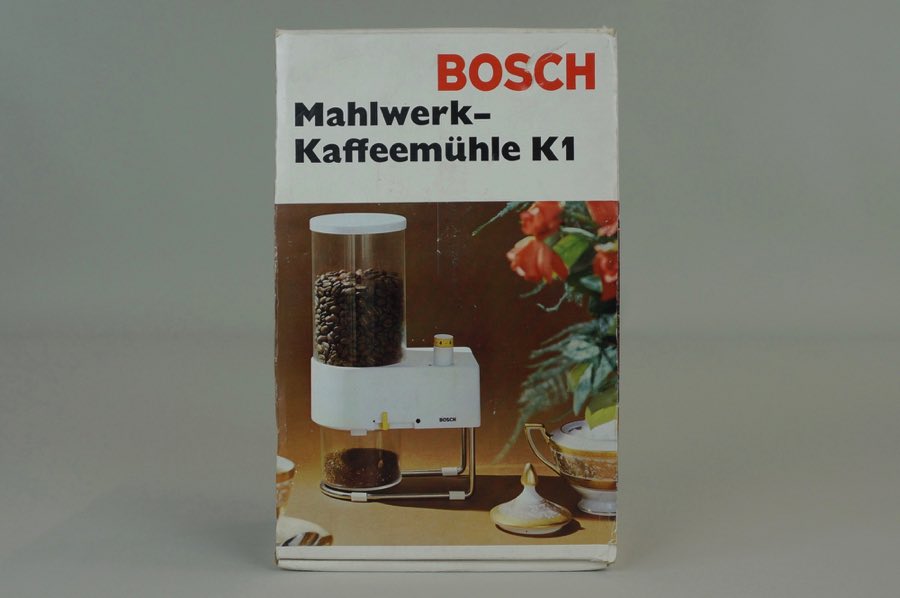 BOSCH
Mahlwerk–
Kaffeemühle K1
BOSCH